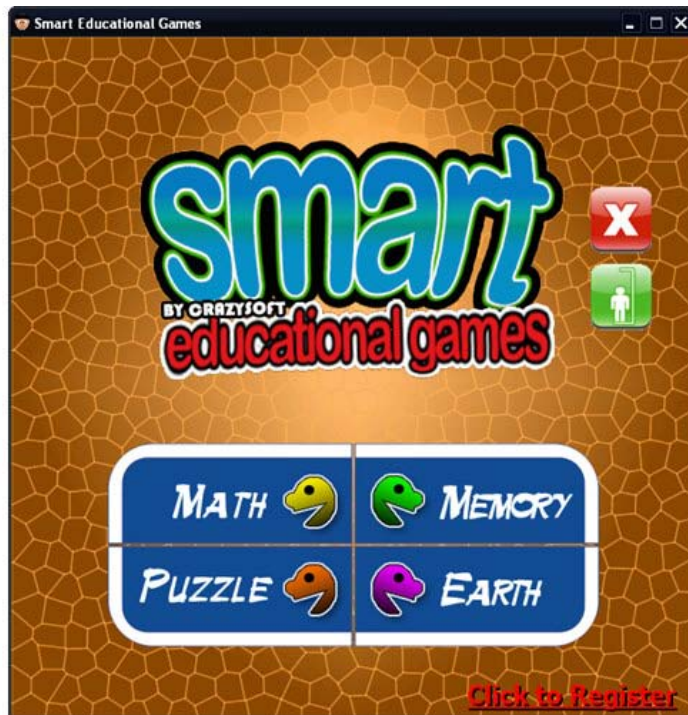 Smart Educational Games
smart
BY CRAZYSOFT
educational games
X
MATH
MEMORY
PUZZLE
EARTH
Click to Register